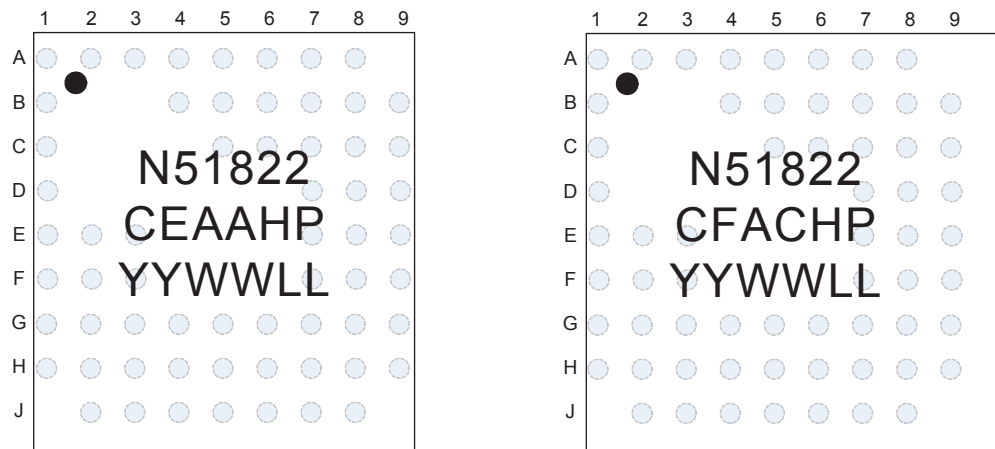 1 2 3 4 5 6 7 8 9
A
B
C
D
E
F
G
H
J
N51822
CEAAHP
YYWWLL
1 2 3 4 5 6 7 8 9
A
B
C
D
E
F
G
H
J
N51822
CFACHP
YYWWLL